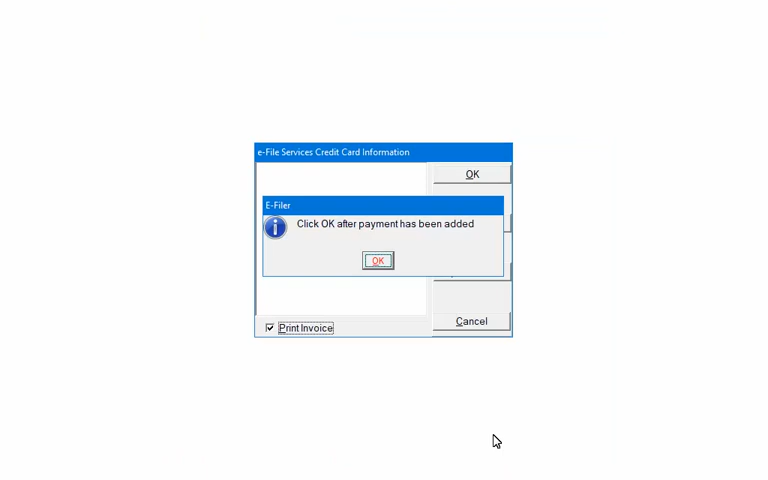 e-File Services Credit Card Information
OK
E-Filer
Click OK after payment has been added
OK
Cancel
Print Invoice